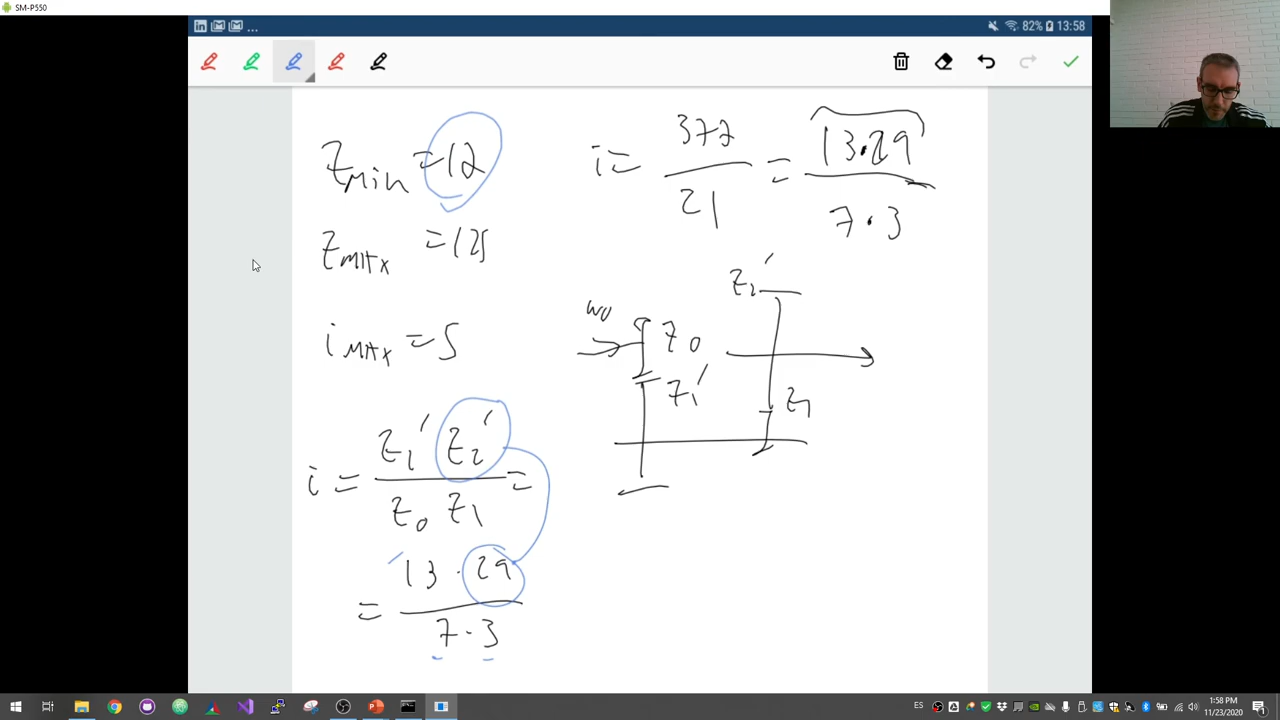 SM-P550
82% 13:58
Zmin =12
i= 377/21 = 13·29/7·3
Zmax =125
imax =5
w0
Z0
Z1'
Z2'
Z1
i= Z1' Z2' / Z0 Z1 =
= 13·29/7·3
ES
1:58 PM
11/23/2020